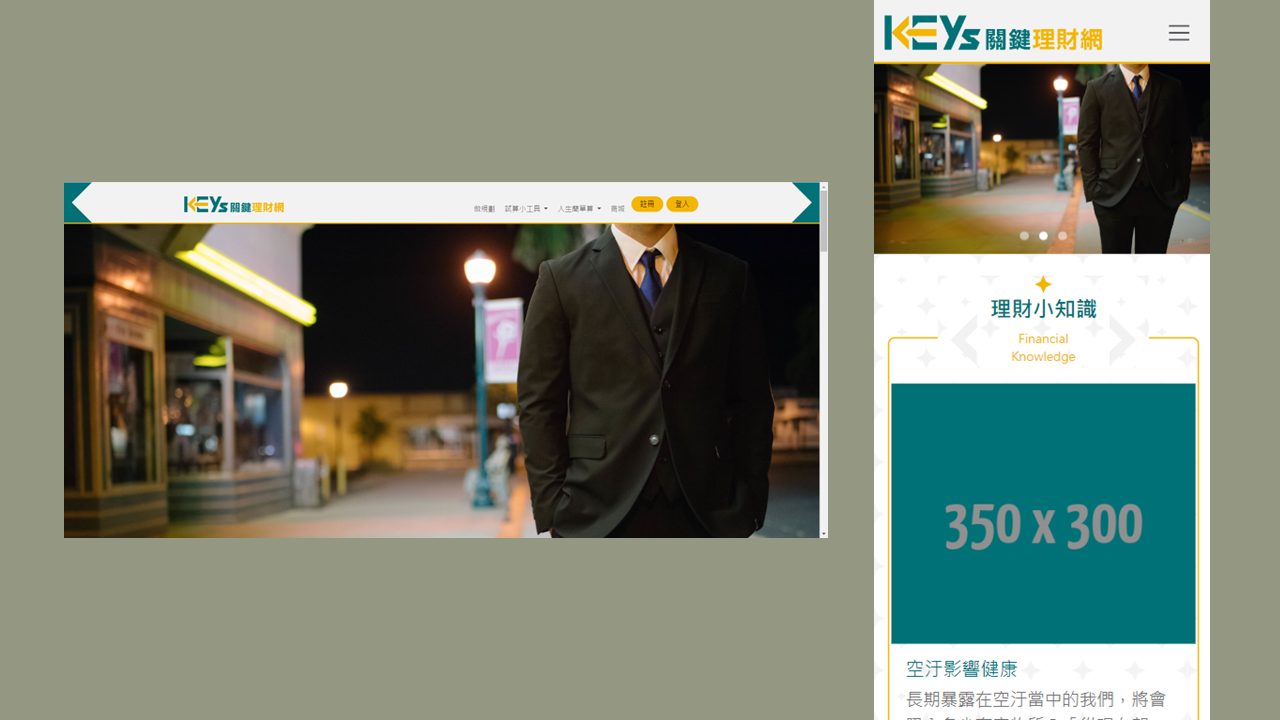 KEYs 關鍵理財網
做規劃 試算小工具 人生簡單算 商城 註冊 登入
KEYs 關鍵理財網
理財小知識
Financial
Knowledge
350 x 300
空汙影響健康
長期暴露在空汙當中的我們，將會